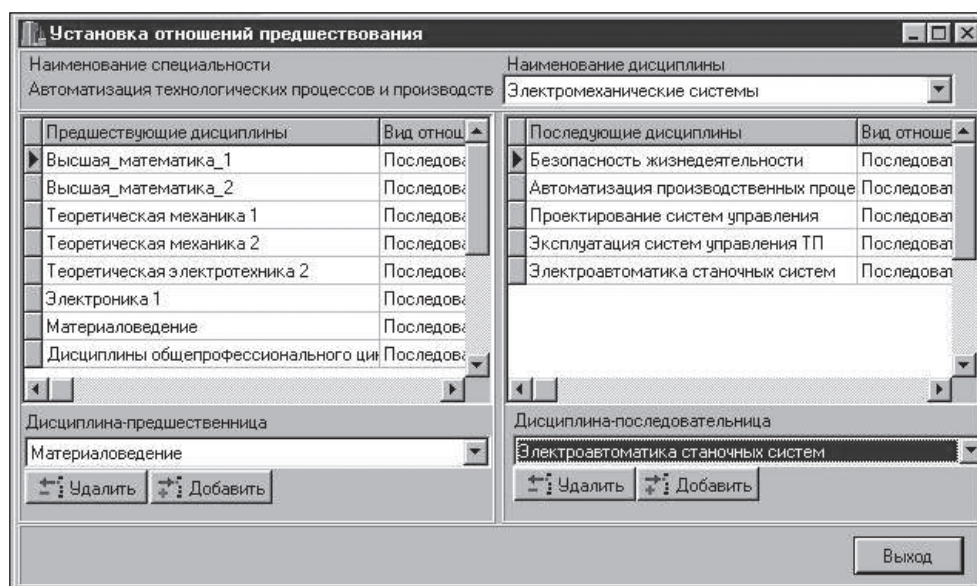 Установка отношений предшествования
Наименование специальности
Автоматизация технологических процессов и производств
Наименование дисциплины
Электромеханические системы
Предшествующие дисциплины Вид отнош
Высшая_математика_1 Последова
Высшая_математика_2 Последова
Теоретическая механика 1 Последова
Теоретическая механика 2 Последова
Теоретическая электротехника 2 Последова
Электроника 1 Последова
Материаловедение Последова
Дисциплины общепрофессионального цик Последова
Дисциплина-предшественница
Материаловедение
Удалить Добавить
Последующие дисциплины Вид отноше
Безопасность жизнедеятельности Последоват
Автоматизация производственных проце Последоват
Проектирование систем управления Последоват
Эксплуатация систем управления ТП Последоват
Электроавтоматика станочных систем Последоват
Дисциплина-последовательница
Электроавтоматика станочных систем
Удалить Добавить
Выход